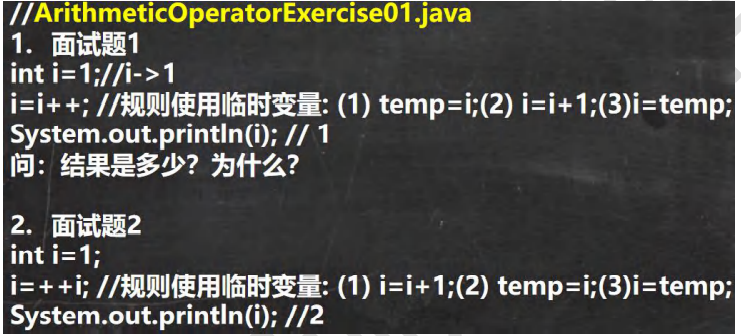 //ArithmeticOperatorExercise01.java
1. 面试题1
int i=1;//i->1
i=i++; //规则使用临时变量: (1) temp=i;(2) i=i+1;(3)i=temp;
System.out.println(i); // 1
问：结果是多少？为什么？
2. 面试题2
int i=1;
i=++i; //规则使用临时变量: (1) i=i+1;(2) temp=i;(3)i=temp;
System.out.println(i); //2